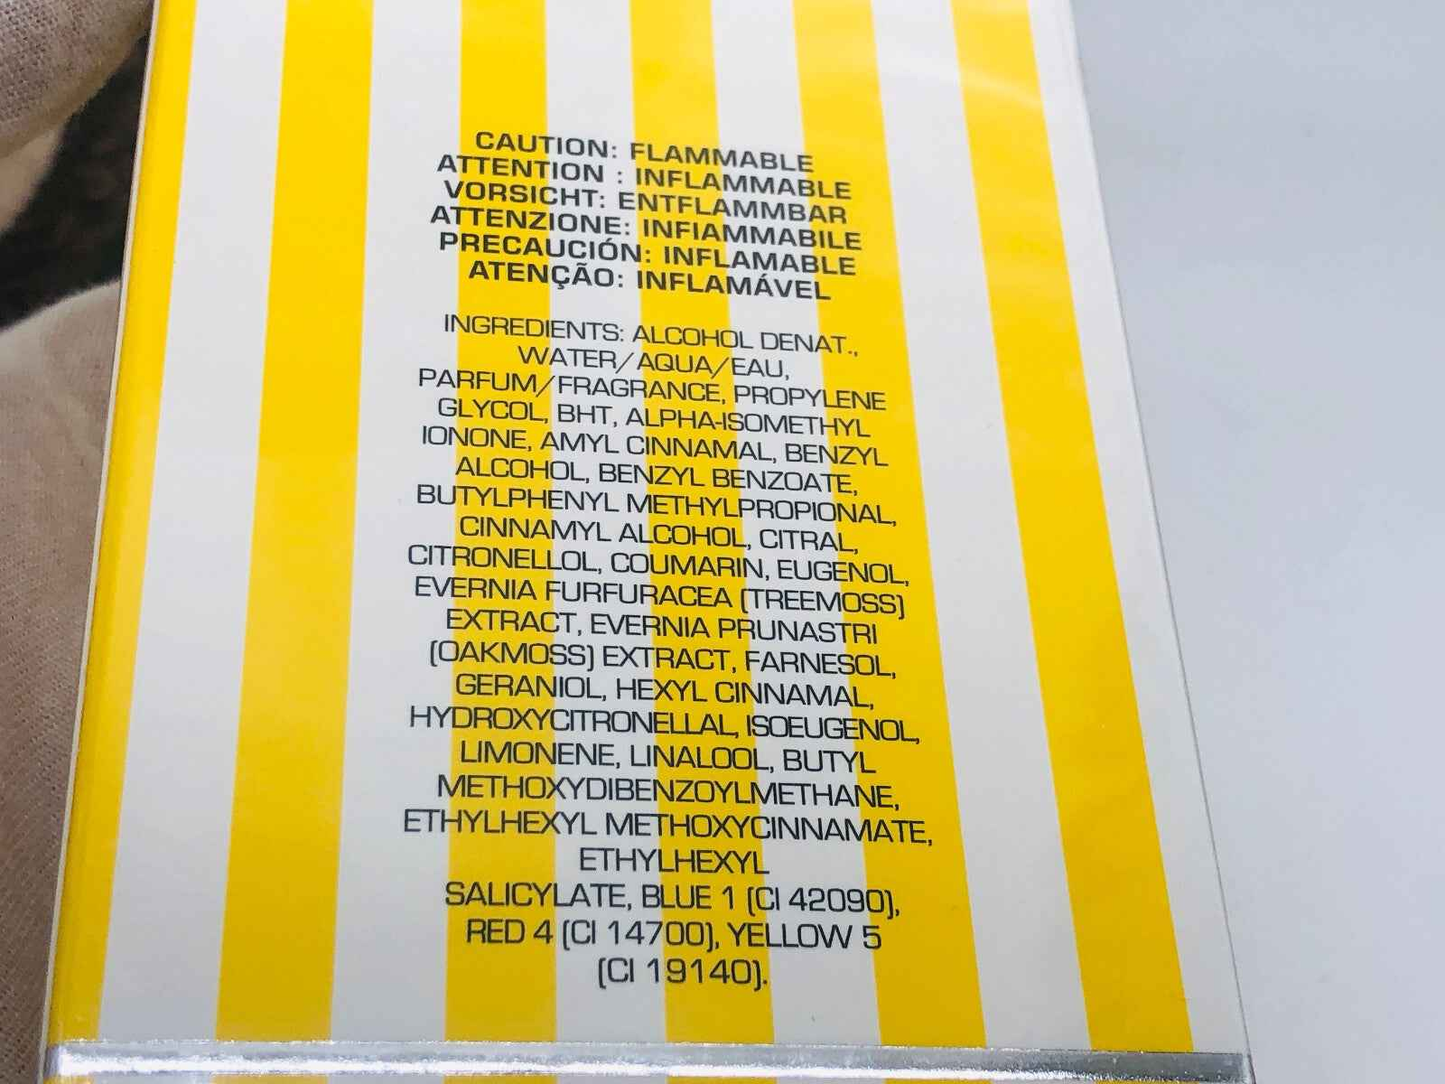 CAUTION: FLAMMABLE
ATTENTION : INFLAMMABLE
VORSICHT: ENTFLAMMBAR
ATTENZIONE: INFIAMMABILE
PRECAUCIÓN: INFLAMABLE
ATENÇÃO: INFLAMÁVEL
INGREDIENTS: ALCOHOL DENAT.,
WATER/AQUA/EAU,
PARFUM/FRAGRANCE, PROPYLENE
GLYCOL, BHT, ALPHA-ISOMETHYL
IONONE, AMYL CINNAMAL, BENZYL
ALCOHOL, BENZYL BENZOATE,
BUTYLPHENYL METHYLPROPIONAL,
CINNAMYL ALCOHOL, CITRAL,
CITRONELLOL, COUMARIN, EUGENOL,
EVERNIA FURFURACEA (TREEMOSS)
EXTRACT, EVERNIA PRUNASTRI
(OAKMOSS) EXTRACT, FARNESOL,
GERANIOL, HEXYL CINNAMAL,
HYDROXYCITRONELLAL, ISOEUGENOL,
LIMONENE, LINALOOL, BUTYL
METHOXYDIBENZOYLMETHANE,
ETHYLHEXYL METHOXYCINNAMATE,
ETHYLHEXYL
SALICYLATE, BLUE 1 (CI 42090),
RED 4 (CI 14700), YELLOW 5
(CI 19140).